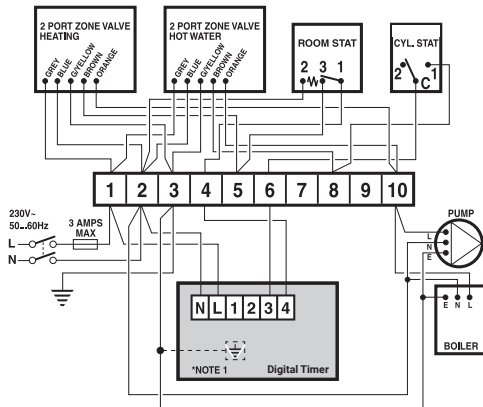 2 PORT ZONE VALVE
HEATING
GREY
BLUE
G/YELLOW
BROWN
ORANGE
2 PORT ZONE VALVE
HOT WATER
GREY
BLUE
G/YELLOW
BROWN
ORANGE
ROOM STAT
2 3 1
CYL. STAT
2 1
C
1 2 3 4 5 6 7 8 9 10
230V~
50...60Hz
3 AMPS
MAX
L
N
PUMP
L
N
E
N L 1 2 3 4
*NOTE 1
Digital Timer
E N L
BOILER